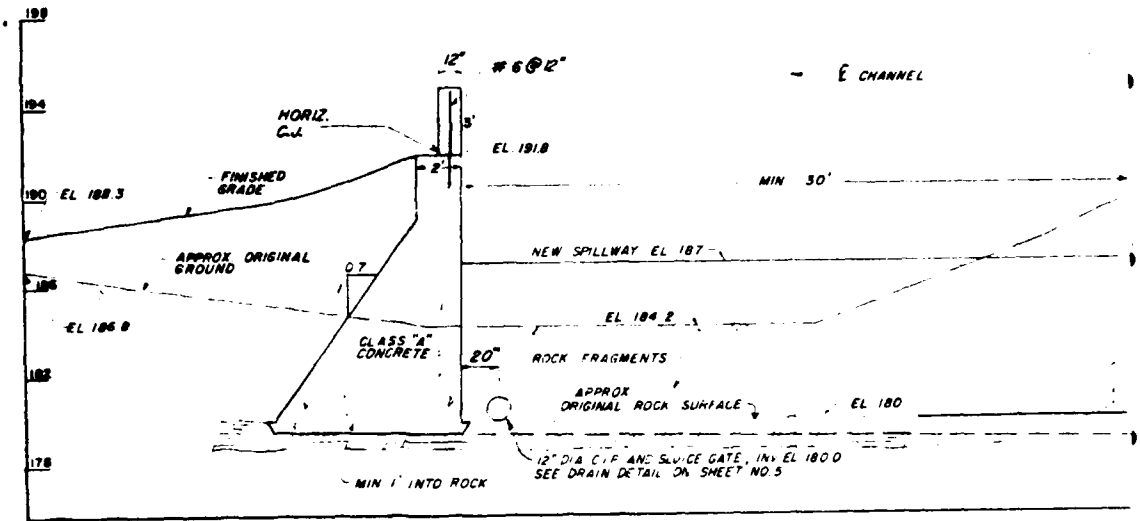 198
12"
# 6 @ 12"
℄ CHANNEL
194
HORIZ.
C.J.
3'
EL 191.8
2'
FINISHED
GRADE
MIN 30'
190
EL 188.3
APPROX. ORIGINAL
GROUND
NEW SPILLWAY EL 187
0.7
1
186
EL 186.8
EL 184.2
CLASS "A"
CONCRETE
20"
ROCK FRAGMENTS
182
APPROX
ORIGINAL ROCK SURFACE
EL 180
12" DIA C.I.P. AND SLUICE GATE, INV EL 180.0
SEE DRAIN DETAIL ON SHEET NO. 5
178
MIN 1' INTO ROCK